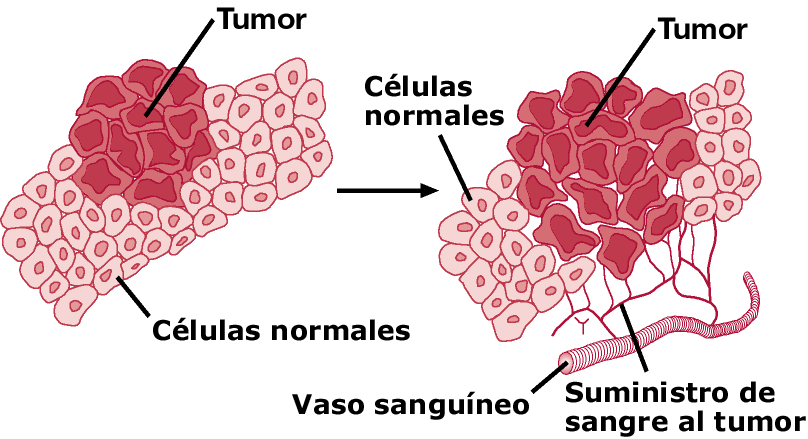 Tumor
Células normales
Tumor
Células
normales
Vaso sanguíneo
Suministro de
sangre al tumor